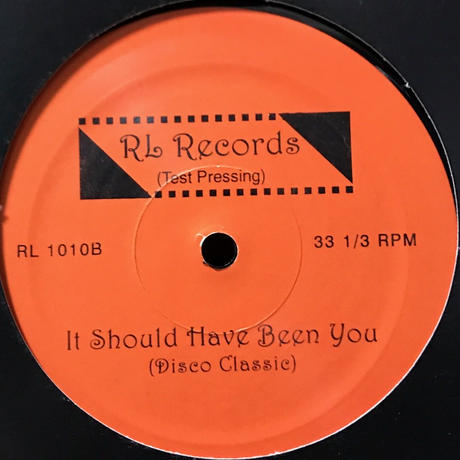 RL Records
(Test Pressing)
RL 1010B
33 1/3 RPM
It Should Have Been You
(Disco Classic)